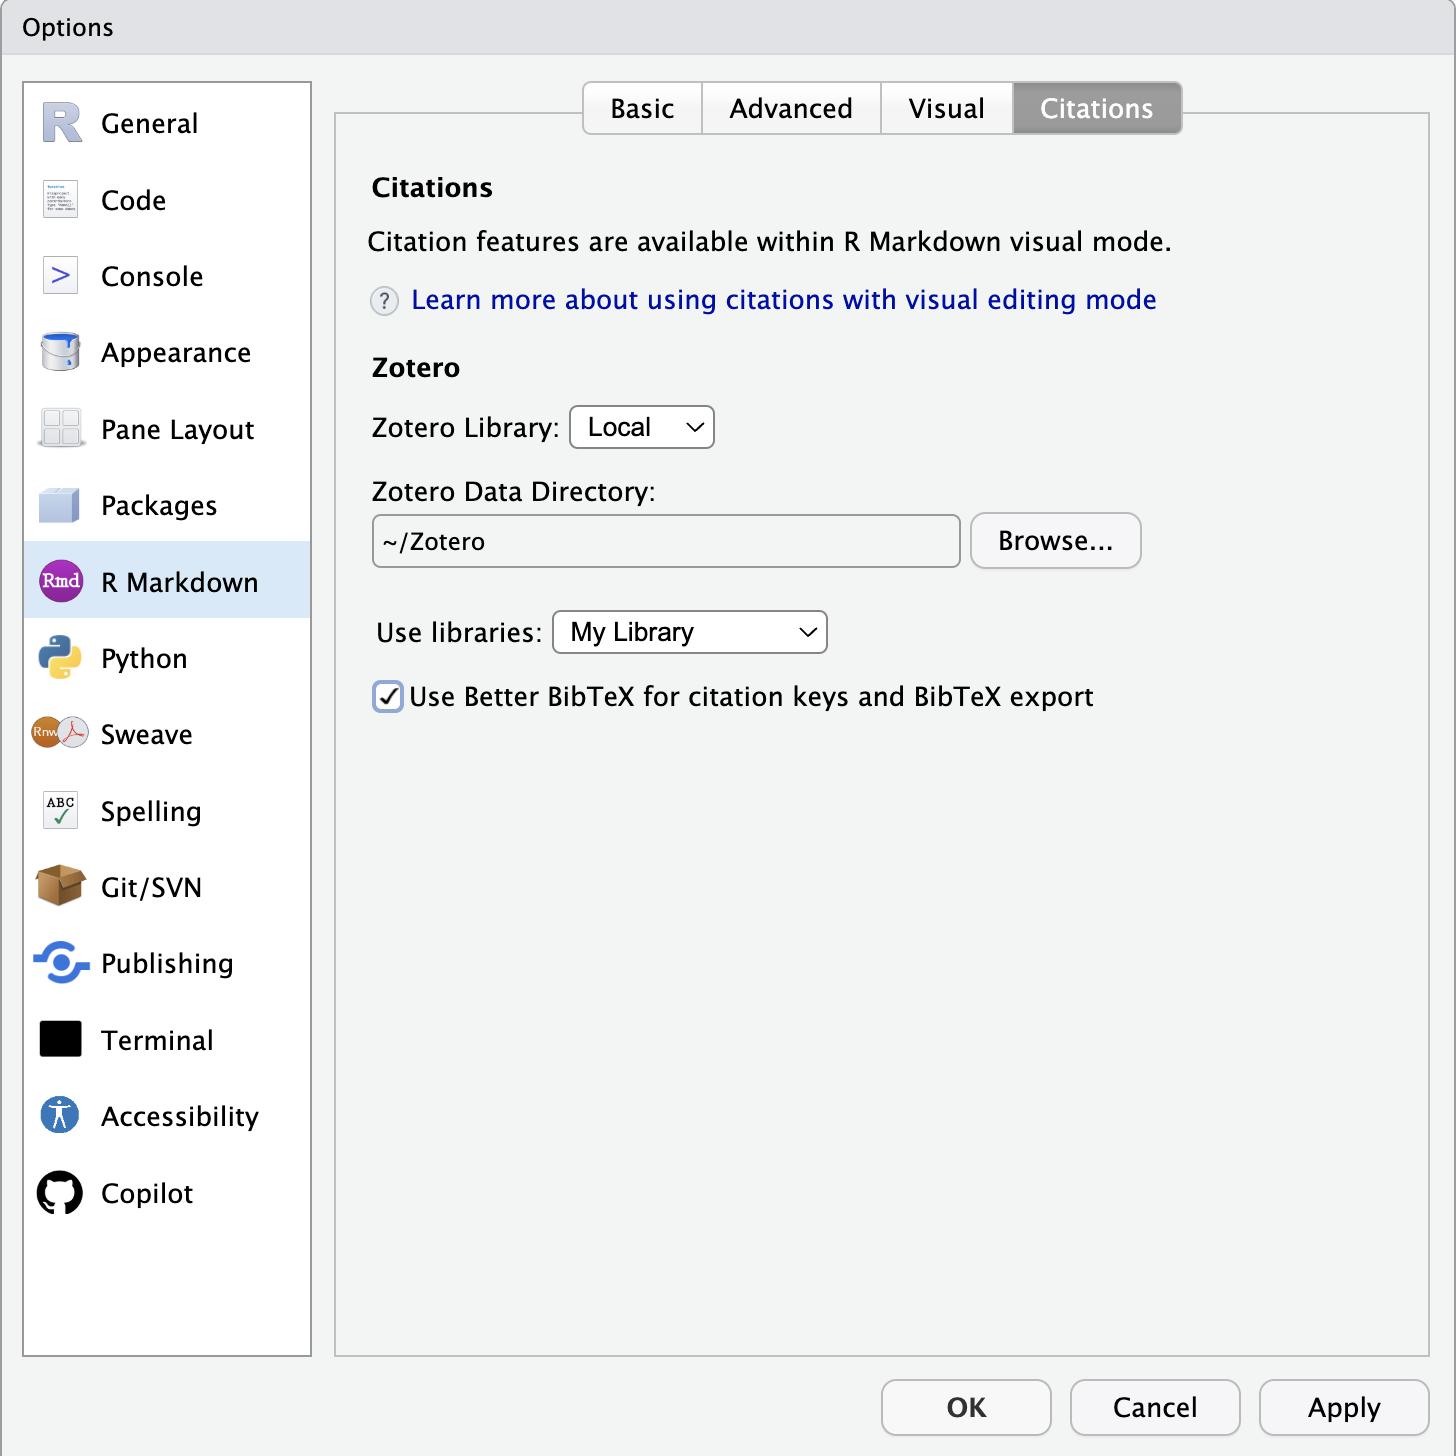 Options
General
Code
Console
Appearance
Pane Layout
Packages
Rmd
R Markdown
Python
Rnw
Sweave
ABC
Spelling
Git/SVN
Publishing
Terminal
Accessibility
Copilot
Basic
Advanced
Visual
Citations
Citations
Citation features are available within R Markdown visual mode.
? Learn more about using citations with visual editing mode
Zotero
Zotero Library: Local
Zotero Data Directory:
~/Zotero
Browse...
Use libraries: My Library
Use Better BibTeX for citation keys and BibTeX export
OK
Cancel
Apply